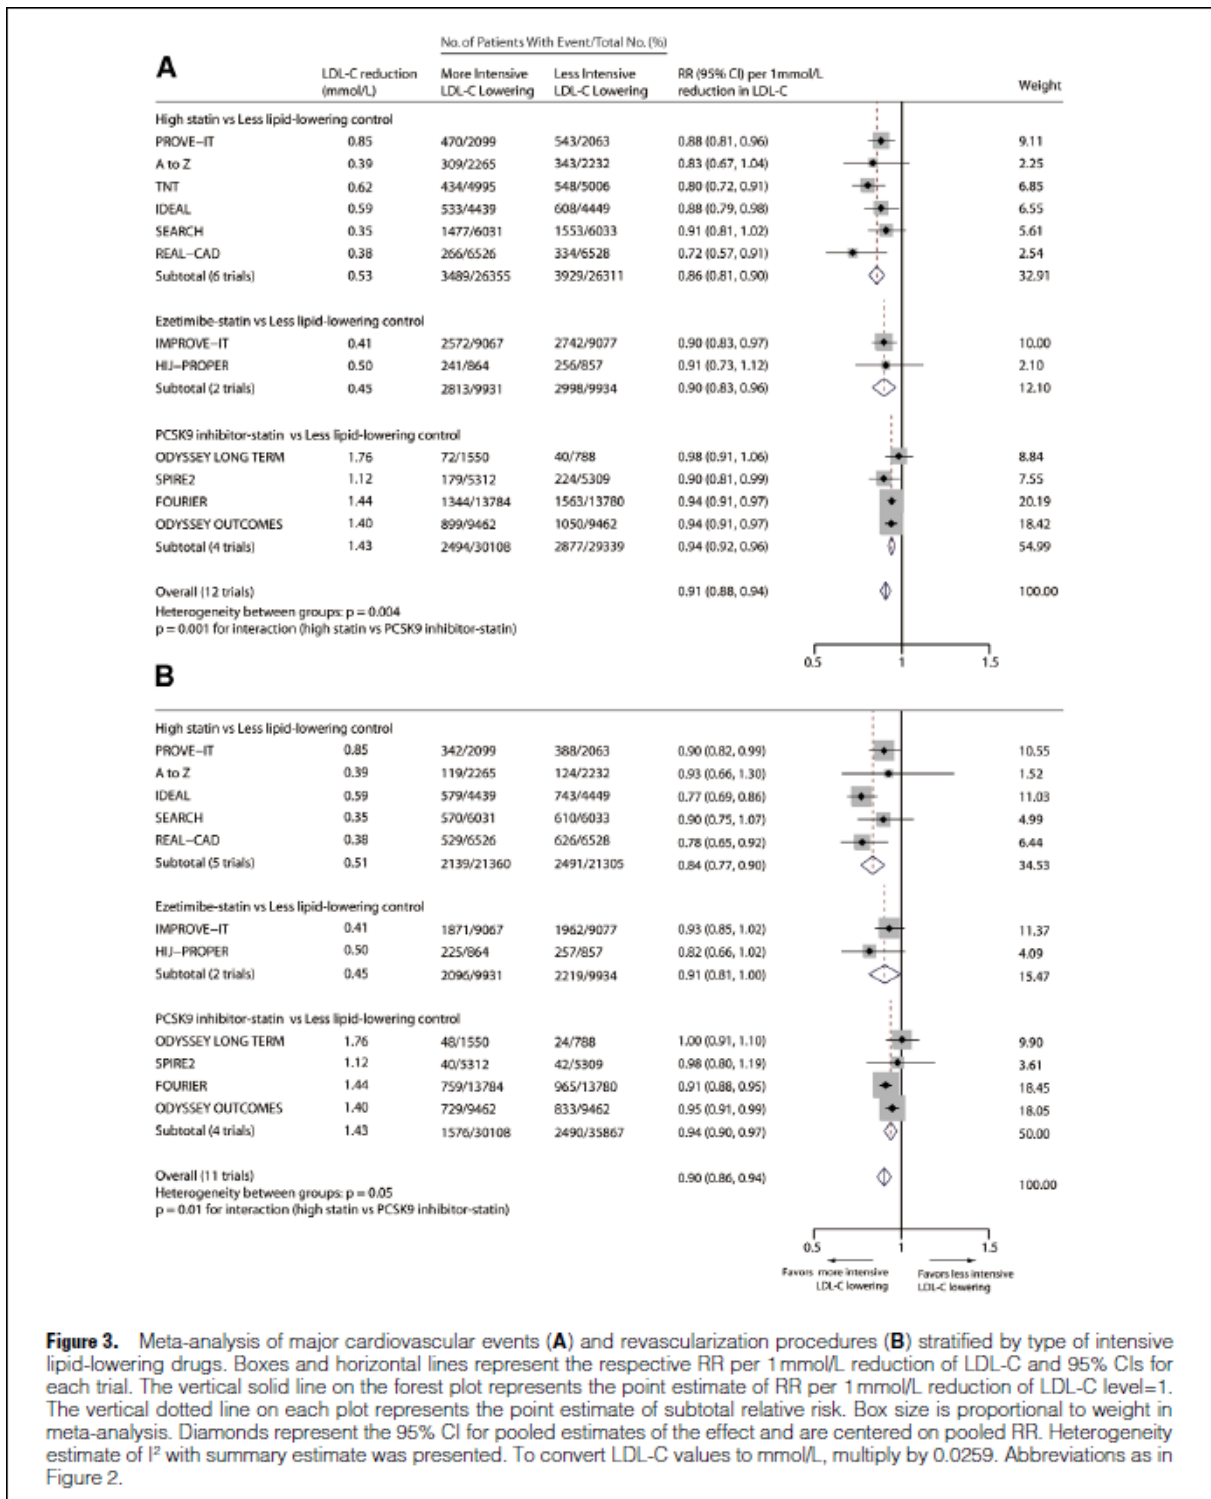 No. of Patients With Event/Total No. (%)
A
LDL-C reduction (mmol/L) More Intensive LDL-C Lowering Less Intensive LDL-C Lowering RR (95% CI) per 1mmol/L reduction in LDL-C Weight
High statin vs Less lipid-lowering control
PROVE-IT 0.85 470/2099 543/2063 0.88 (0.81, 0.96) 9.11
A to Z 0.39 309/2265 343/2232 0.83 (0.67, 1.04) 2.25
TNT 0.62 434/4995 548/5006 0.80 (0.72, 0.91) 6.85
IDEAL 0.59 533/4439 608/4449 0.88 (0.79, 0.98) 6.55
SEARCH 0.35 1477/6031 1553/6033 0.91 (0.81, 1.02) 5.61
REAL-CAD 0.38 266/6526 334/6528 0.72 (0.57, 0.91) 2.54
Subtotal (6 trials) 0.53 3489/26355 3929/26311 0.86 (0.81, 0.90) 32.91
Ezetimibe-statin vs Less lipid-lowering control
IMPROVE-IT 0.41 2572/9067 2742/9077 0.90 (0.83, 0.97) 10.00
HIJ-PROPER 0.50 241/864 256/857 0.91 (0.73, 1.12) 2.10
Subtotal (2 trials) 0.45 2813/9931 2998/9934 0.90 (0.83, 0.96) 12.10
PCSK9 inhibitor-statin vs Less lipid-lowering control
ODYSSEY LONG TERM 1.76 72/1550 40/788 0.98 (0.91, 1.06) 8.84
SPIRE2 1.12 179/5312 224/5309 0.90 (0.81, 0.99) 7.55
FOURIER 1.44 1344/13784 1563/13780 0.94 (0.91, 0.97) 20.19
ODYSSEY OUTCOMES 1.40 899/9462 1050/9462 0.94 (0.91, 0.97) 18.42
Subtotal (4 trials) 1.43 2494/30108 2877/29339 0.94 (0.92, 0.96) 54.99
Overall (12 trials) 0.91 (0.88, 0.94) 100.00
Heterogeneity between groups: p = 0.004
p = 0.001 for interaction (high statin vs PCSK9 inhibitor-statin)
0.5 1 1.5
B
High statin vs Less lipid-lowering control
PROVE-IT 0.85 342/2099 388/2063 0.90 (0.82, 0.99) 10.55
A to Z 0.39 119/2265 124/2232 0.93 (0.66, 1.30) 1.52
IDEAL 0.59 579/4439 743/4449 0.77 (0.69, 0.86) 11.03
SEARCH 0.35 570/6031 610/6033 0.90 (0.75, 1.07) 4.99
REAL-CAD 0.38 529/6526 626/6528 0.78 (0.65, 0.92) 6.44
Subtotal (5 trials) 0.51 2139/21360 2491/21305 0.84 (0.77, 0.90) 34.53
Ezetimibe-statin vs Less lipid-lowering control
IMPROVE-IT 0.41 1871/9067 1962/9077 0.93 (0.85, 1.02) 11.37
HIJ-PROPER 0.50 225/864 257/857 0.82 (0.66, 1.02) 4.09
Subtotal (2 trials) 0.45 2096/9931 2219/9934 0.91 (0.81, 1.00) 15.47
PCSK9 inhibitor-statin vs Less lipid-lowering control
ODYSSEY LONG TERM 1.76 48/1550 24/788 1.00 (0.91, 1.10) 9.90
SPIRE2 1.12 40/5312 42/5309 0.98 (0.80, 1.19) 3.61
FOURIER 1.44 759/13784 965/13780 0.91 (0.88, 0.95) 18.45
ODYSSEY OUTCOMES 1.40 729/9462 833/9462 0.95 (0.91, 0.99) 18.05
Subtotal (4 trials) 1.43 1576/30108 2490/35867 0.94 (0.90, 0.97) 50.00
Overall (11 trials) 0.90 (0.86, 0.94) 100.00
Heterogeneity between groups: p = 0.05
p = 0.01 for interaction (high statin vs PCSK9 inhibitor-statin)
0.5 1 1.5
Favors more intensive LDL-C lowering Favors less intensive LDL-C lowering
Figure 3. Meta-analysis of major cardiovascular events (A) and revascularization procedures (B) stratified by type of intensive
lipid-lowering drugs. Boxes and horizontal lines represent the respective RR per 1 mmol/L reduction of LDL-C and 95% CIs for
each trial. The vertical solid line on the forest plot represents the point estimate of RR per 1 mmol/L reduction of LDL-C level=1.
The vertical dotted line on each plot represents the point estimate of subtotal relative risk. Box size is proportional to weight in
meta-analysis. Diamonds represent the 95% CI for pooled estimates of the effect and are centered on pooled RR. Heterogeneity
estimate of I² with summary estimate was presented. To convert LDL-C values to mmol/L, multiply by 0.0259. Abbreviations as in
Figure 2.